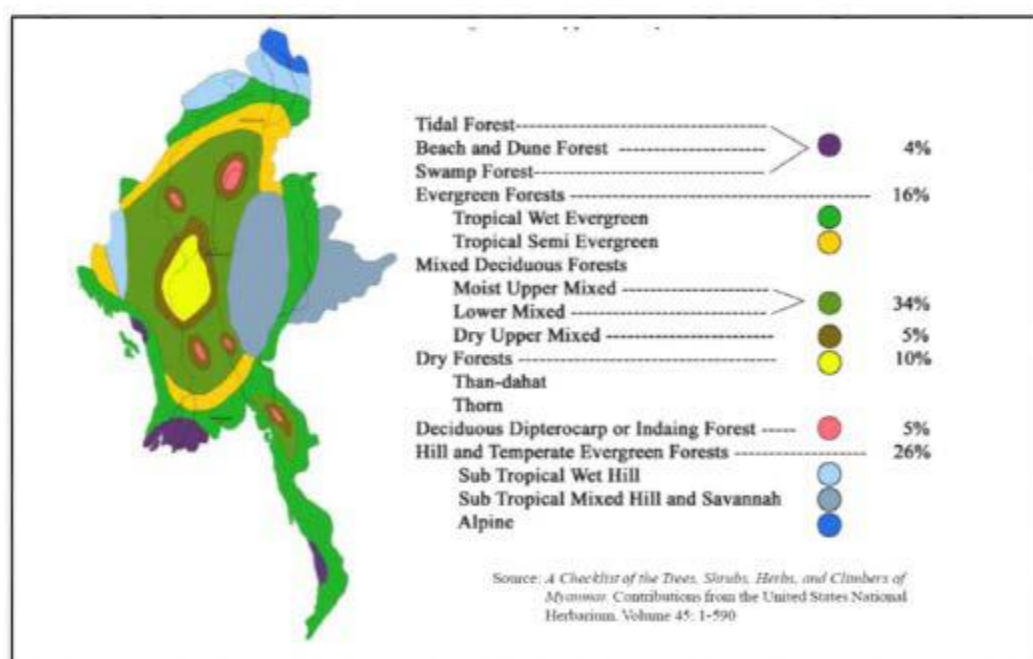 Tidal Forest
Beach and Dune Forest 4%
Swamp Forest
Evergreen Forests 16%
Tropical Wet Evergreen
Tropical Semi Evergreen
Mixed Deciduous Forests
Moist Upper Mixed
34%
Lower Mixed
Dry Upper Mixed 5%
Dry Forests 10%
Than-dahat
Thorn
Deciduous Dipterocarp or Indaing Forest 5%
Hill and Temperate Evergreen Forests 26%
Sub Tropical Wet Hill
Sub Tropical Mixed Hill and Savannah
Alpine
Source: A Checklist of the Trees, Shrubs, Herbs, and Climbers of
Myanmar. Contributions from the United States National
Herbarium. Volume 45: 1-590